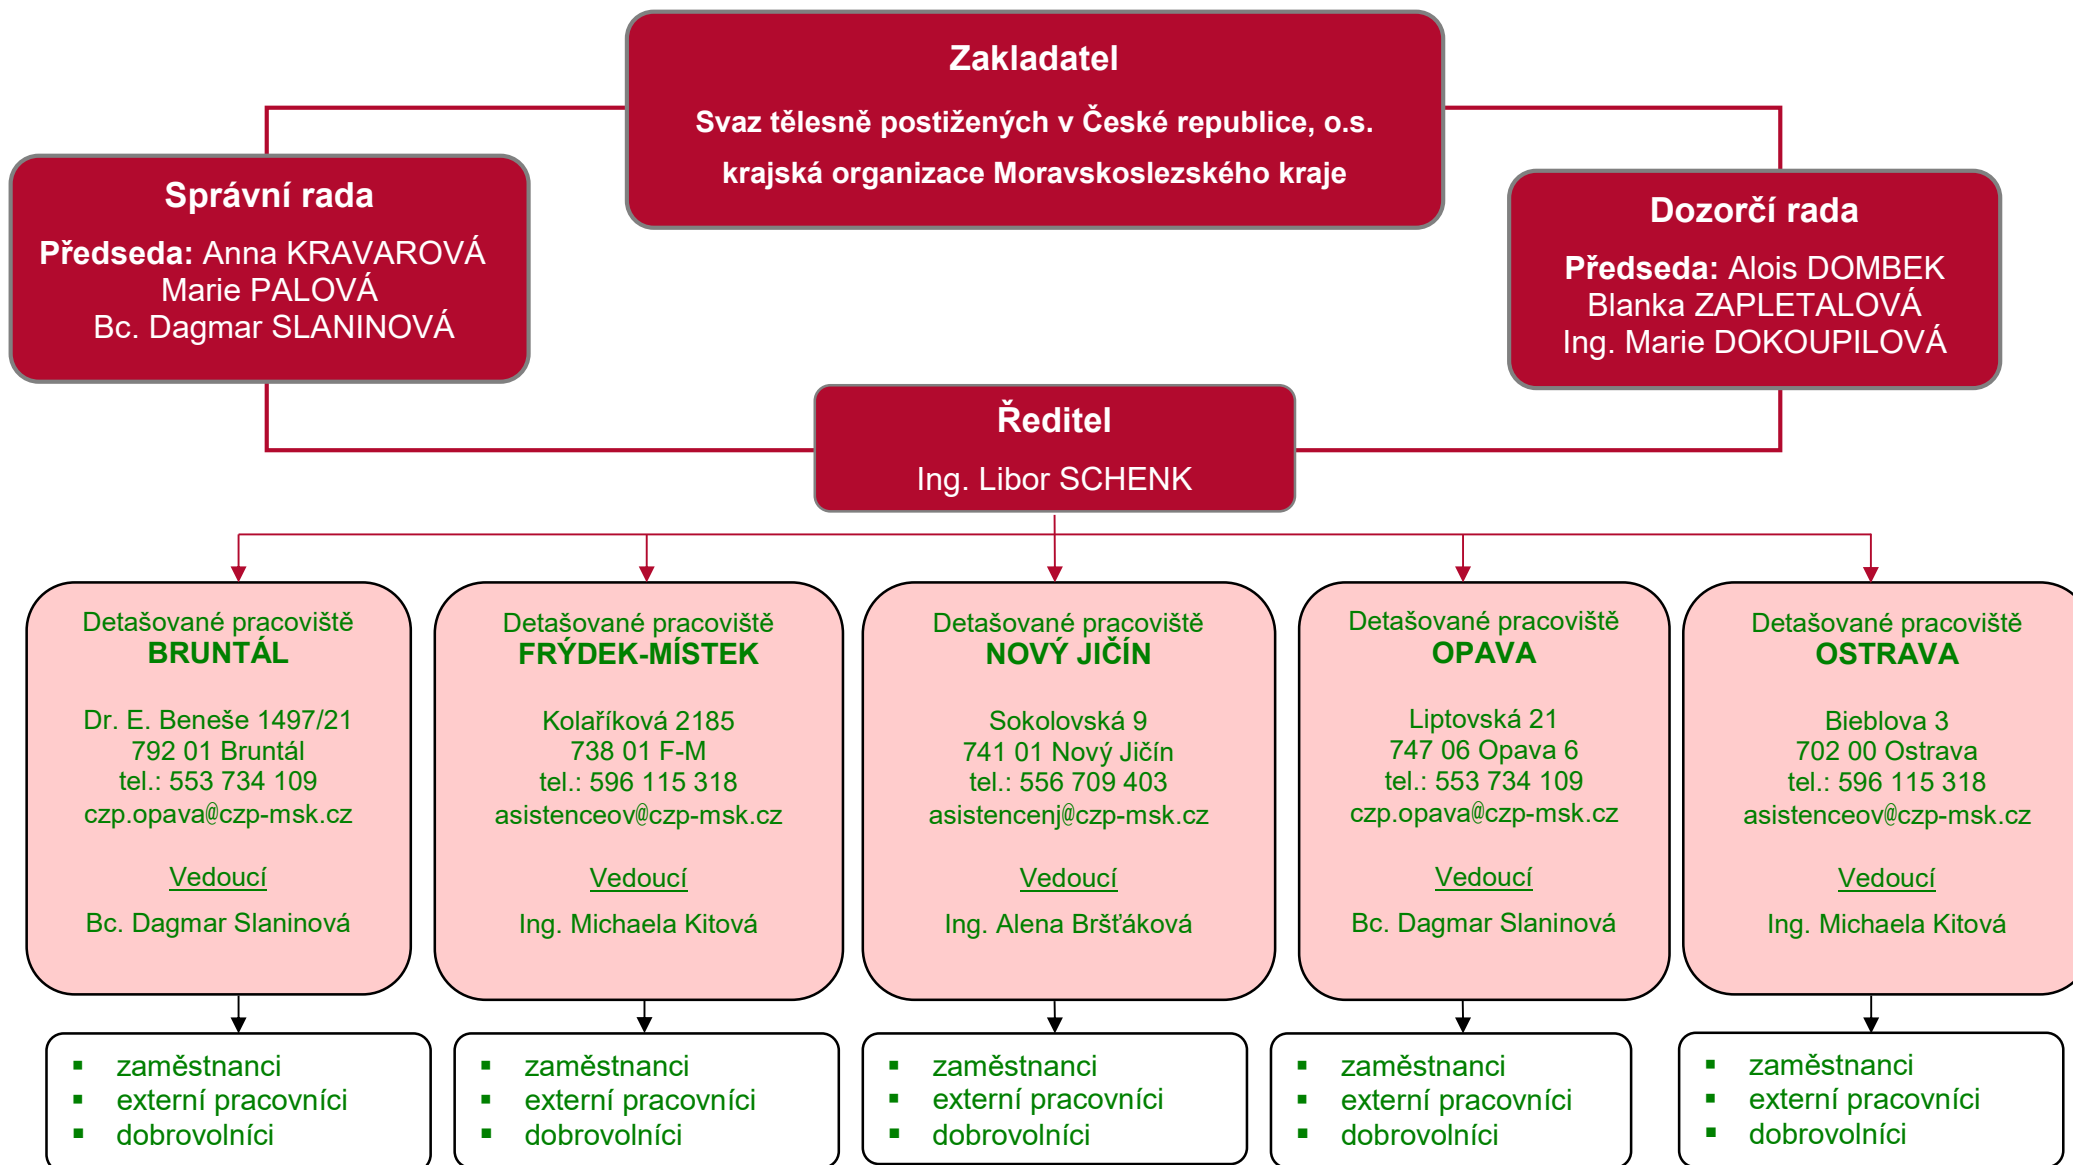 Zakladatel
Svaz tělesně postižených v České republice, o.s.
krajská organizace Moravskoslezského kraje
Správní rada
Předseda: Anna KRAVAROVÁ
Marie PALOVÁ
Bc. Dagmar SLANINOVÁ
Dozorčí rada
Předseda: Alois DOMBEK
Blanka ZAPLETALOVÁ
Ing. Marie DOKOUPILOVÁ
Ředitel
Ing. Libor SCHENK
Detašované pracoviště
BRUNTÁL
Dr. E. Beneše 1497/21
792 01 Bruntál
tel.: 553 734 109
czp.opava@czp-msk.cz
Vedoucí
Bc. Dagmar Slaninová
Detašované pracoviště
FRÝDEK-MÍSTEK
Kolaříková 2185
738 01 F-M
tel.: 596 115 318
asistenceov@czp-msk.cz
Vedoucí
Ing. Michaela Kitová
Detašované pracoviště
NOVÝ JIČÍN
Sokolovská 9
741 01 Nový Jičín
tel.: 556 709 403
asistencenj@czp-msk.cz
Vedoucí
Ing. Alena Bršťáková
Detašované pracoviště
OPAVA
Liptovská 21
747 06 Opava 6
tel.: 553 734 109
czp.opava@czp-msk.cz
Vedoucí
Bc. Dagmar Slaninová
Detašované pracoviště
OSTRAVA
Bieblova 3
702 00 Ostrava
tel.: 596 115 318
asistenceov@czp-msk.cz
Vedoucí
Ing. Michaela Kitová
▪ zaměstnanci
▪ externí pracovníci
▪ dobrovolníci
▪ zaměstnanci
▪ externí pracovníci
▪ dobrovolníci
▪ zaměstnanci
▪ externí pracovníci
▪ dobrovolníci
▪ zaměstnanci
▪ externí pracovníci
▪ dobrovolníci
▪ zaměstnanci
▪ externí pracovníci
▪ dobrovolníci